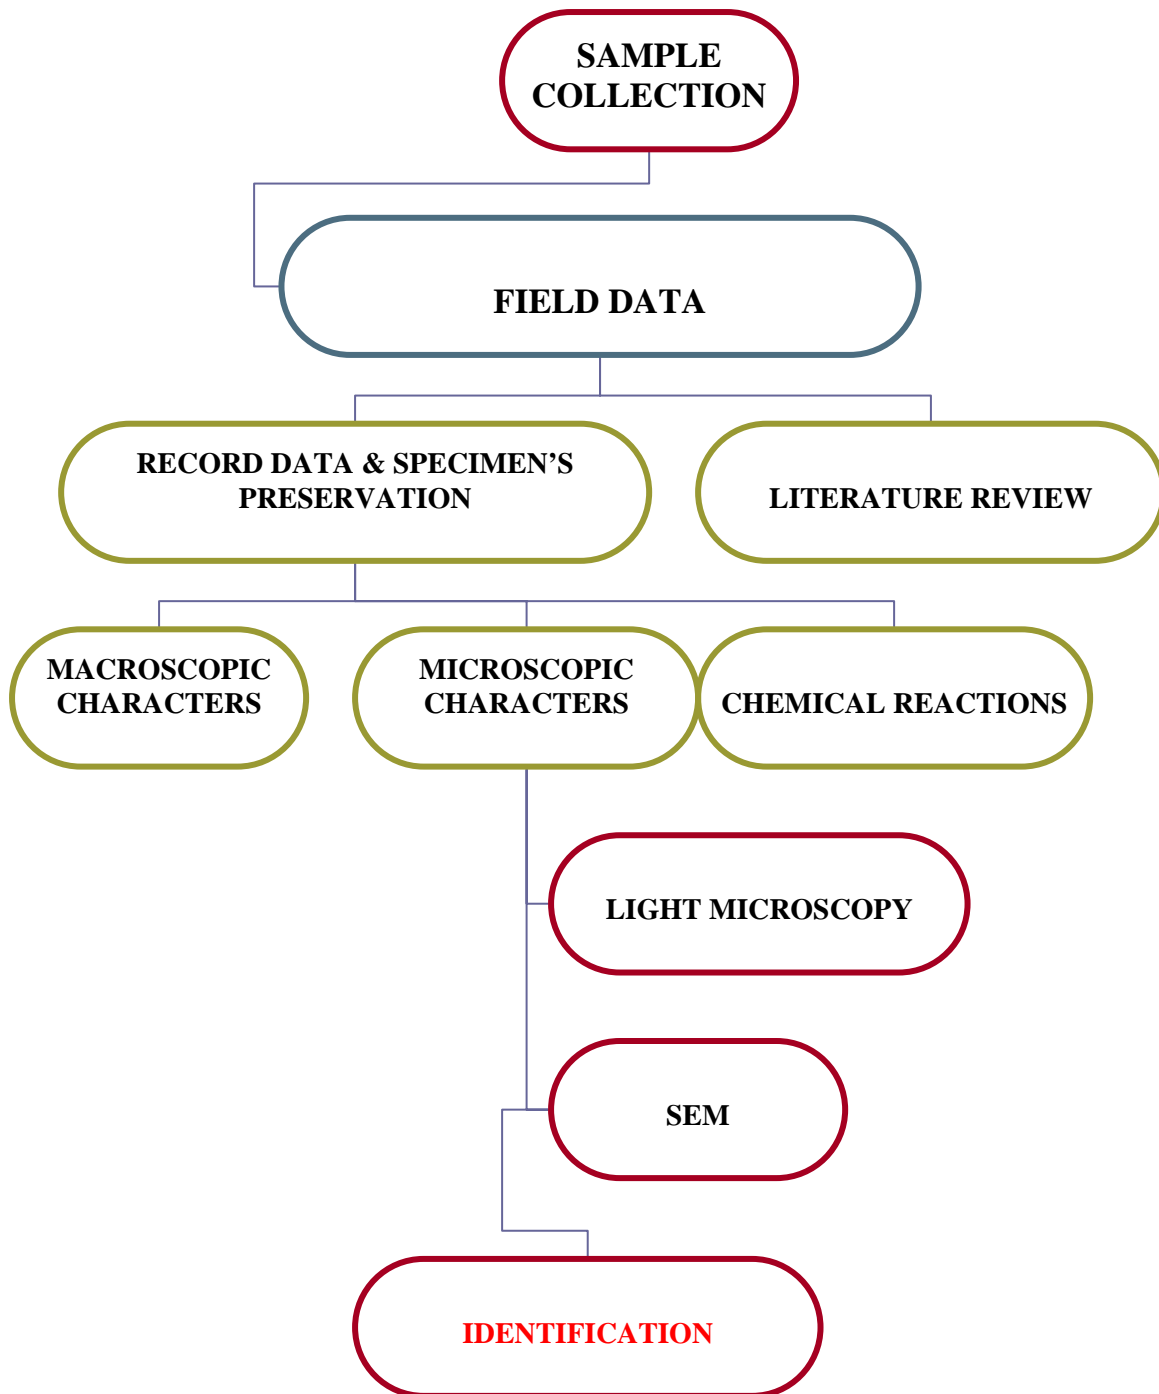 SAMPLE
COLLECTION
FIELD DATA
RECORD DATA & SPECIMEN’S
PRESERVATION
LITERATURE REVIEW
MACROSCOPIC
CHARACTERS
MICROSCOPIC
CHARACTERS
CHEMICAL REACTIONS
LIGHT MICROSCOPY
SEM
IDENTIFICATION